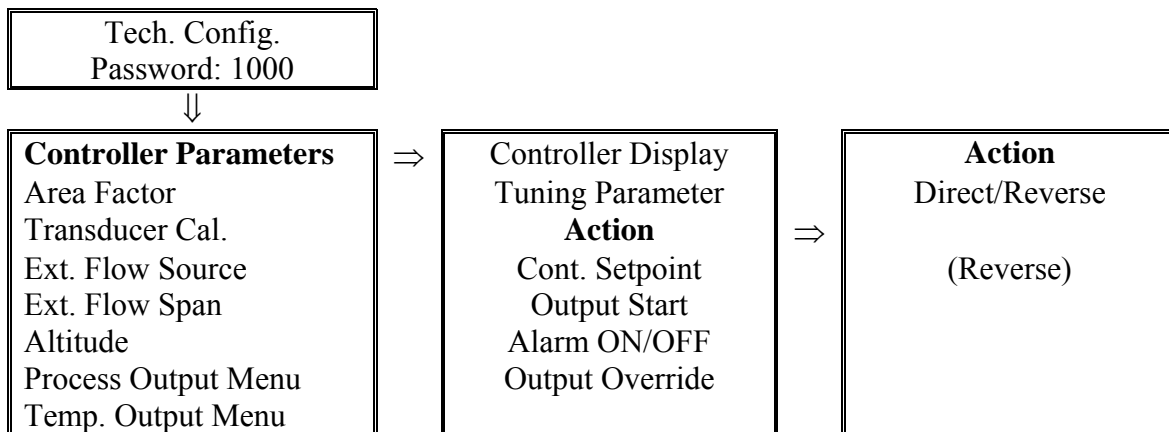 Tech. Config.
Password: 1000
⇓
Controller Parameters
Area Factor
Transducer Cal.
Ext. Flow Source
Ext. Flow Span
Altitude
Process Output Menu
Temp. Output Menu
⇒
Controller Display
Tuning Parameter
Action
Cont. Setpoint
Output Start
Alarm ON/OFF
Output Override
⇒
Action
Direct/Reverse
(Reverse)